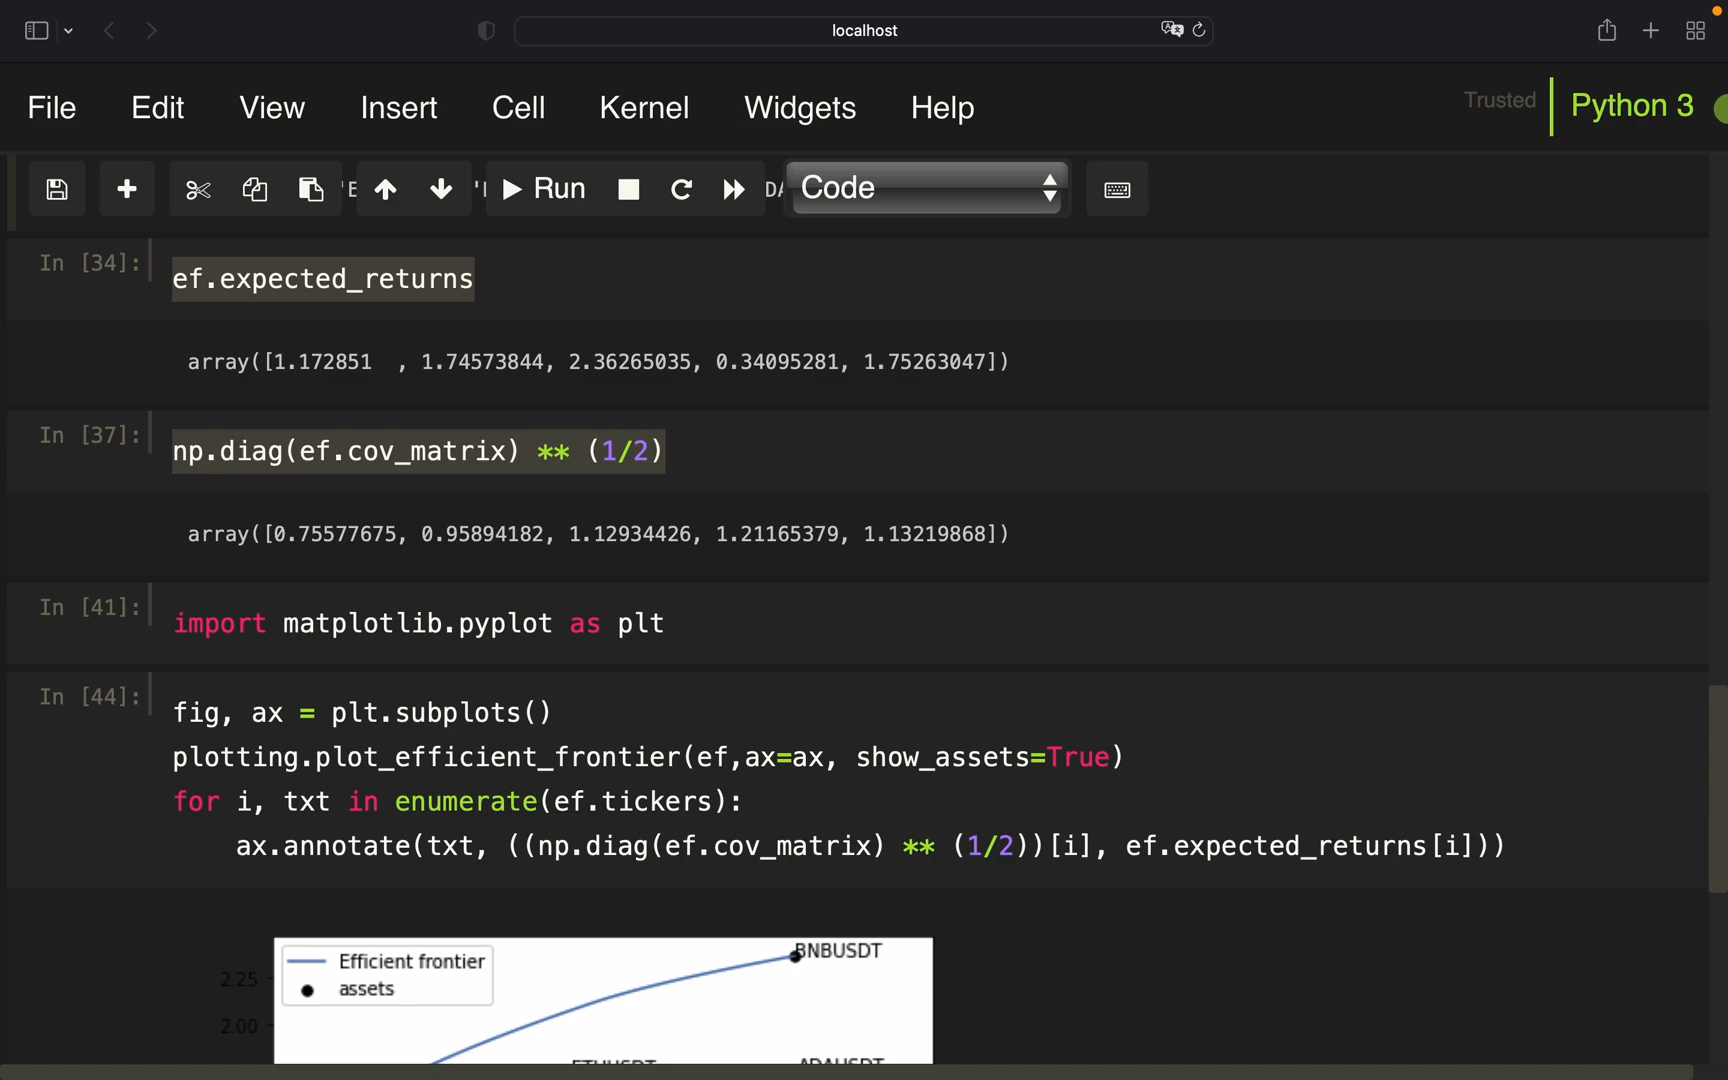 localhost
File Edit View Insert Cell Kernel Widgets Help Trusted Python 3
Run Code
In [34]: ef.expected_returns
array([1.172851  , 1.74573844, 2.36265035, 0.34095281, 1.75263047])
In [37]: np.diag(ef.cov_matrix) ** (1/2)
array([0.75577675, 0.95894182, 1.12934426, 1.21165379, 1.13219868])
In [41]: import matplotlib.pyplot as plt
In [44]: fig, ax = plt.subplots()
plotting.plot_efficient_frontier(ef,ax=ax, show_assets=True)
for i, txt in enumerate(ef.tickers):
    ax.annotate(txt, ((np.diag(ef.cov_matrix) ** (1/2))[i], ef.expected_returns[i]))
BNBUSDT
Efficient frontier
2.25
assets
2.00